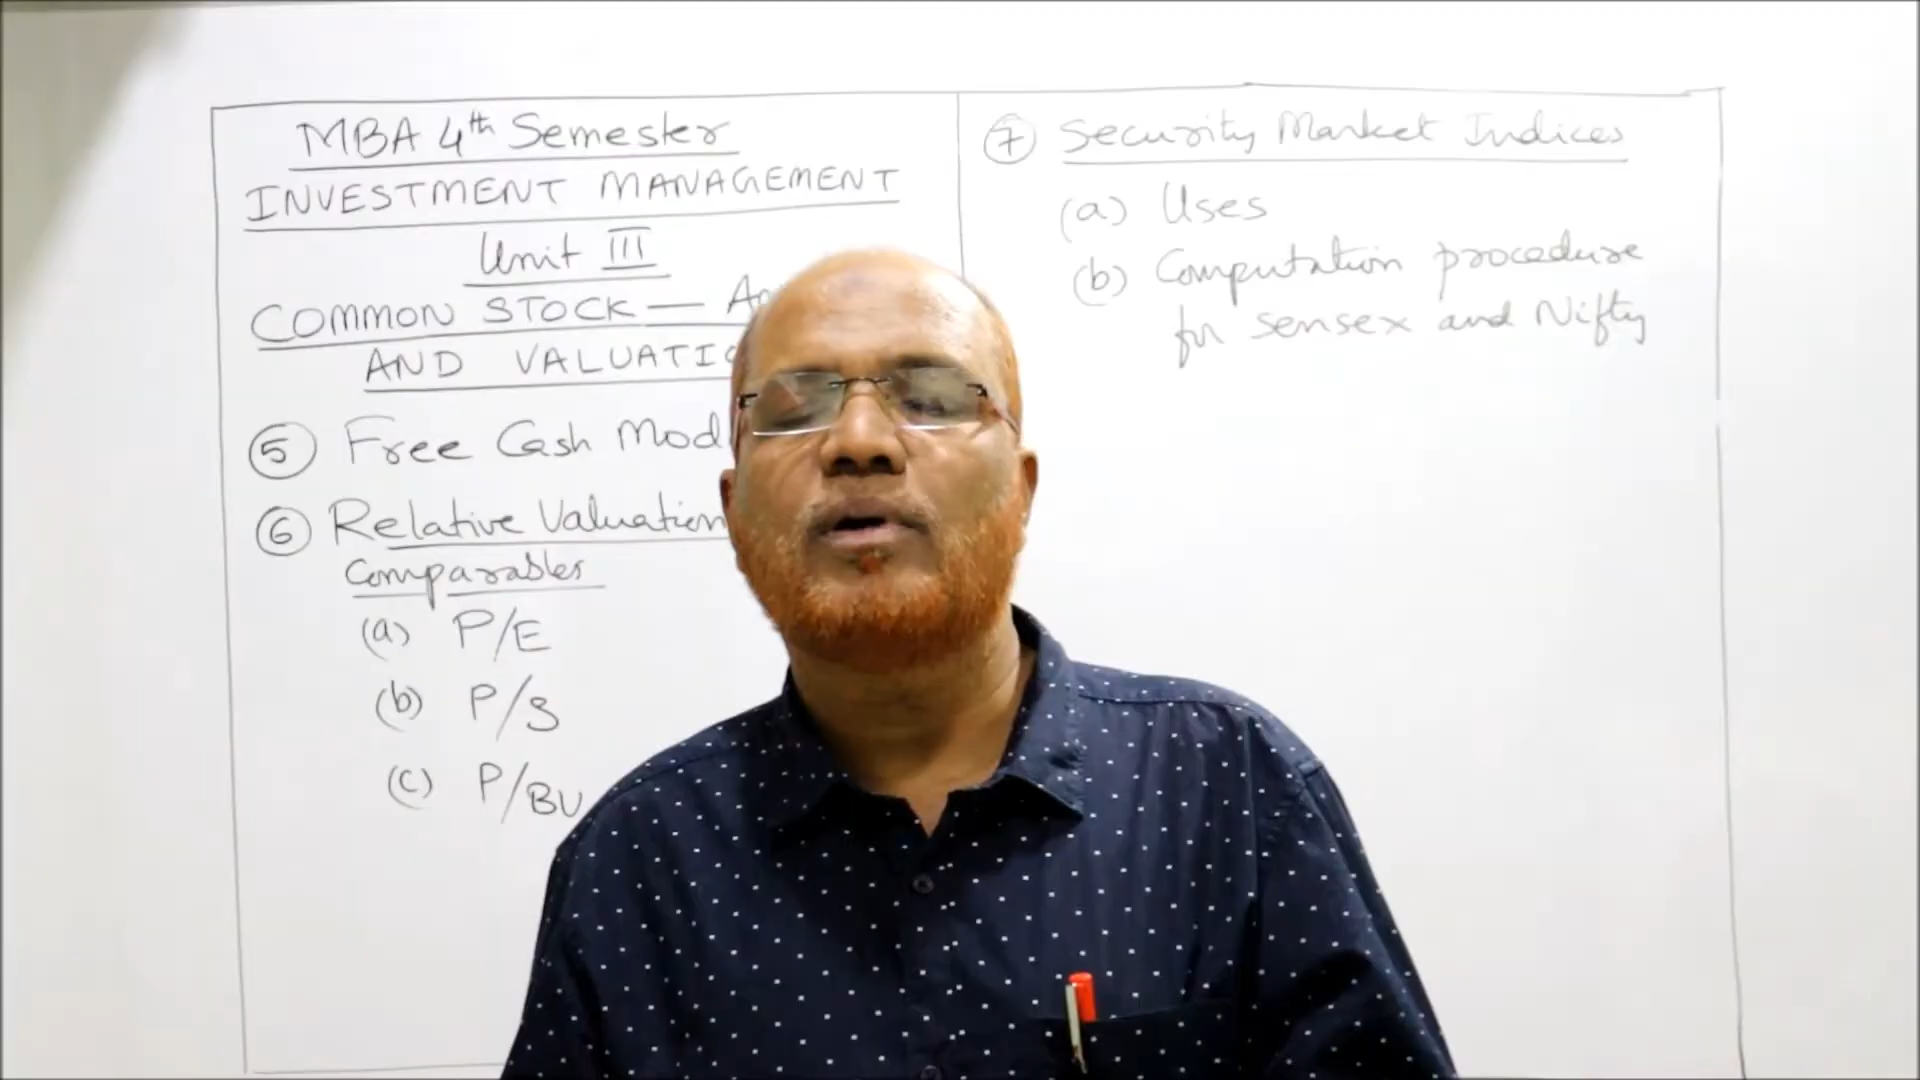 MBA 4th Semester
INVESTMENT MANAGEMENT
Unit III
COMMON STOCK —
AND
⑤ Free Cash
⑥ Relative Valuation
Comparables
(a) P/E
(b) P/S
(c) P/BV
⑦ Security Market Indices
(a) Uses
(b) Computation procedure
for Sensex and Nifty